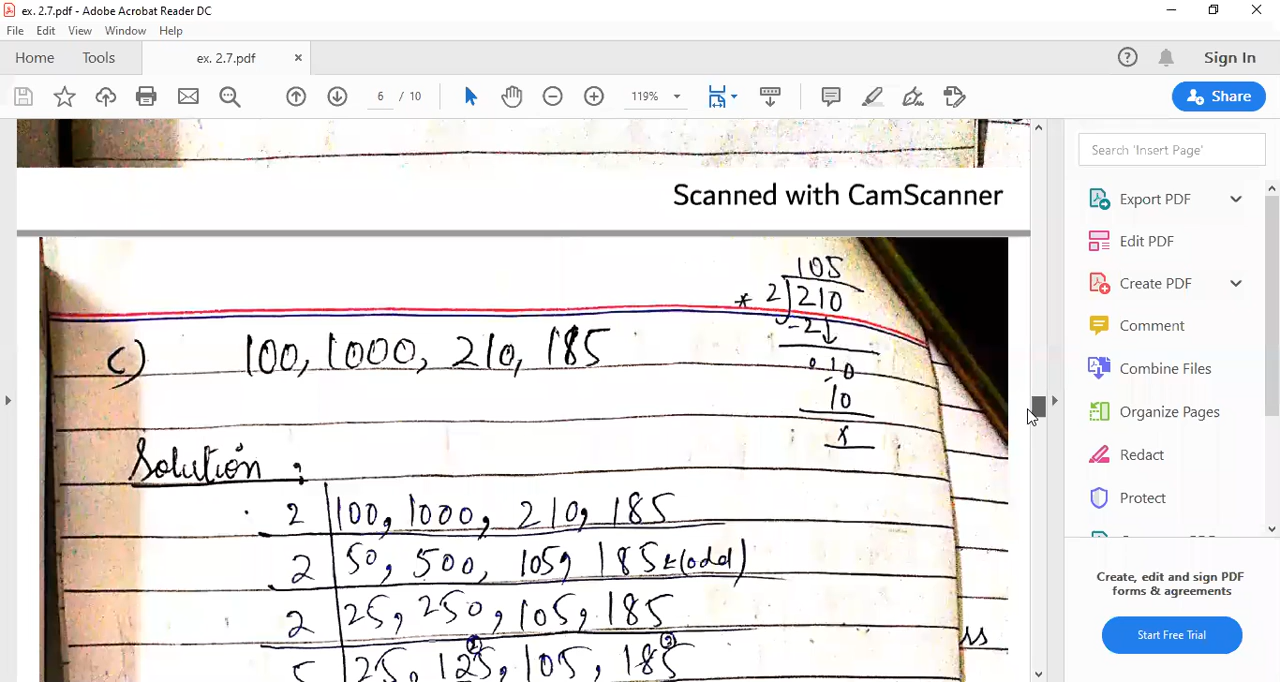 ex. 2.7.pdf - Adobe Acrobat Reader DC
File Edit View Window Help
Home Tools ex. 2.7.pdf × Sign In
6 / 10 119% Share
Search 'Insert Page'
Scanned with CamScanner
Export PDF
Edit PDF
Create PDF
Comment
Combine Files
Organize Pages
Redact
Protect
Create, edit and sign PDF
forms & agreements
Start Free Trial
105
* 2)210
-2↓
010
-10
x
c) 100, 1000, 210, 185
Solution :
2 | 100, 1000, 210, 185
2 | 50, 500, 105, 185 ← (odd)
2 | 25, 250, 105, 185
5 | 25, 125, 105, 185